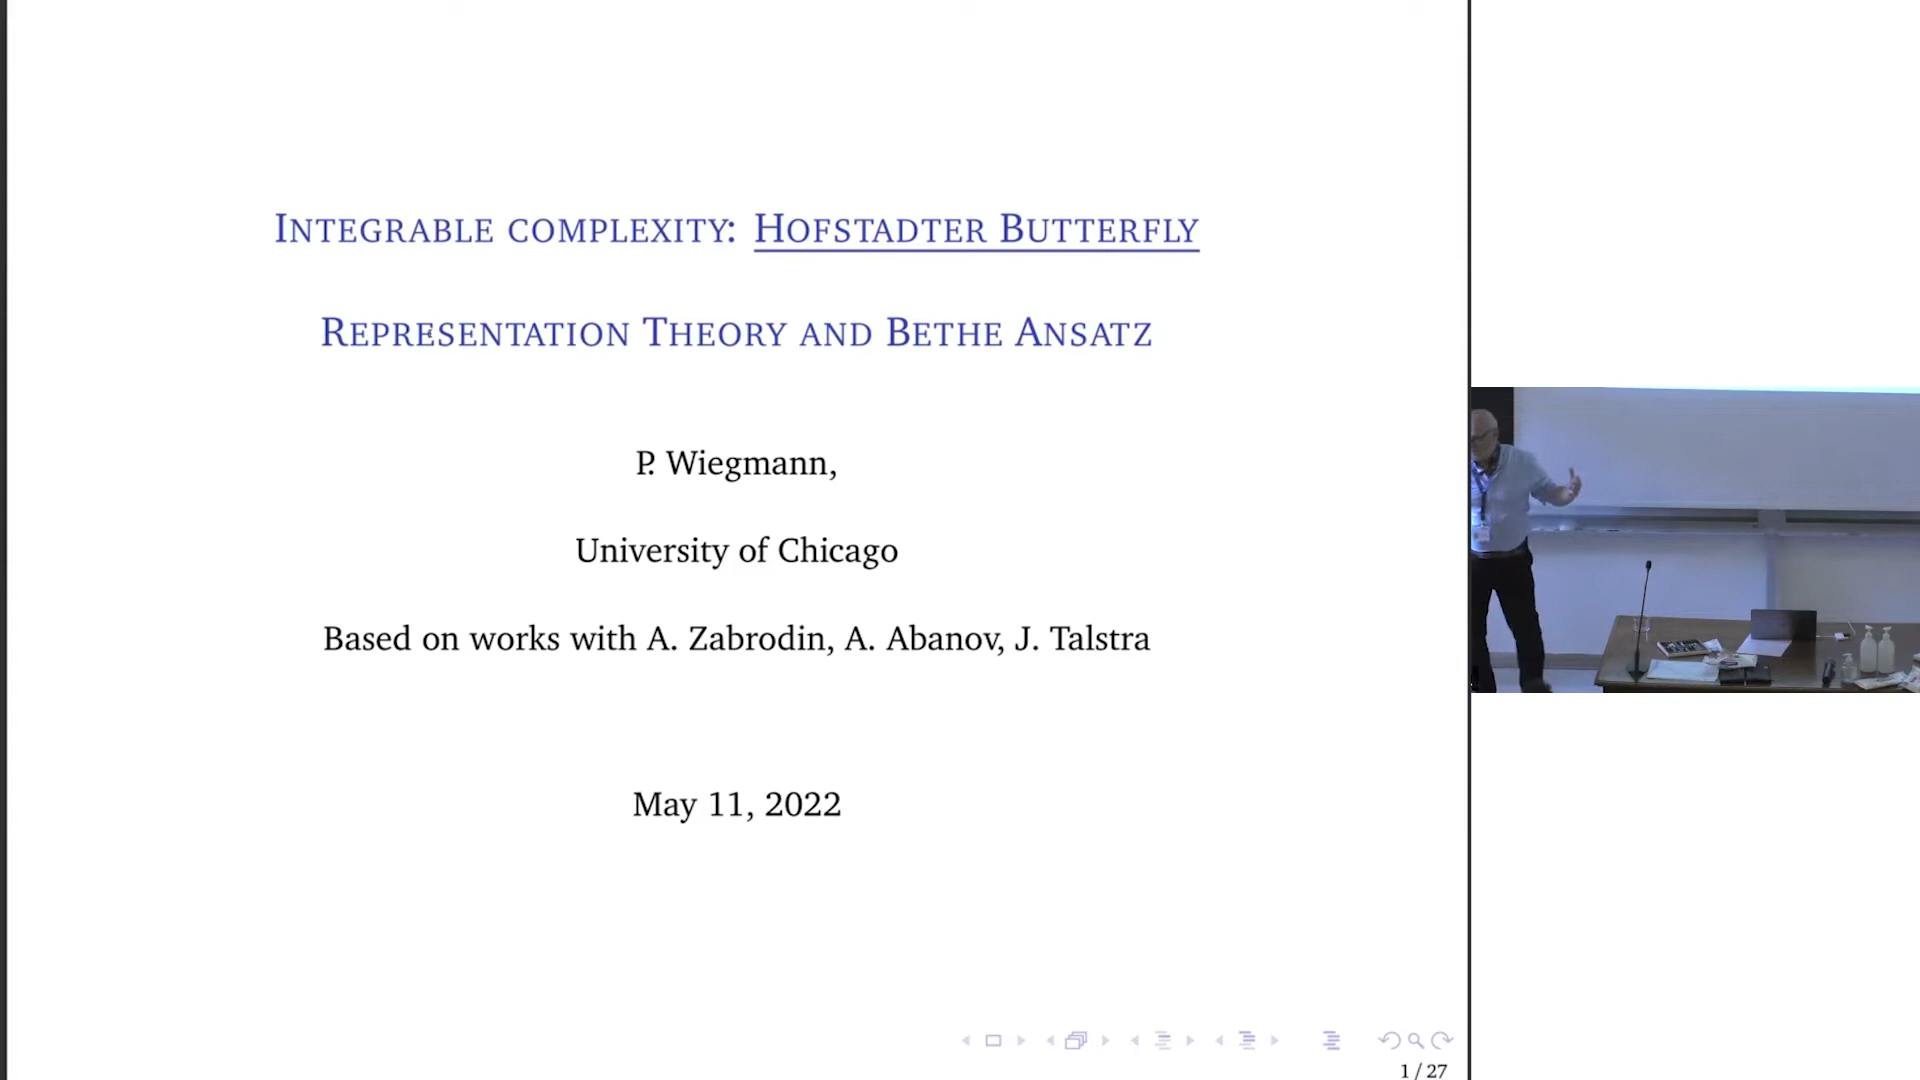 INTEGRABLE COMPLEXITY: HOFSTADTER BUTTERFLY
REPRESENTATION THEORY AND BETHE ANSATZ
P. Wiegmann,
University of Chicago
Based on works with A. Zabrodin, A. Abanov, J. Talstra
May 11, 2022
1 / 27